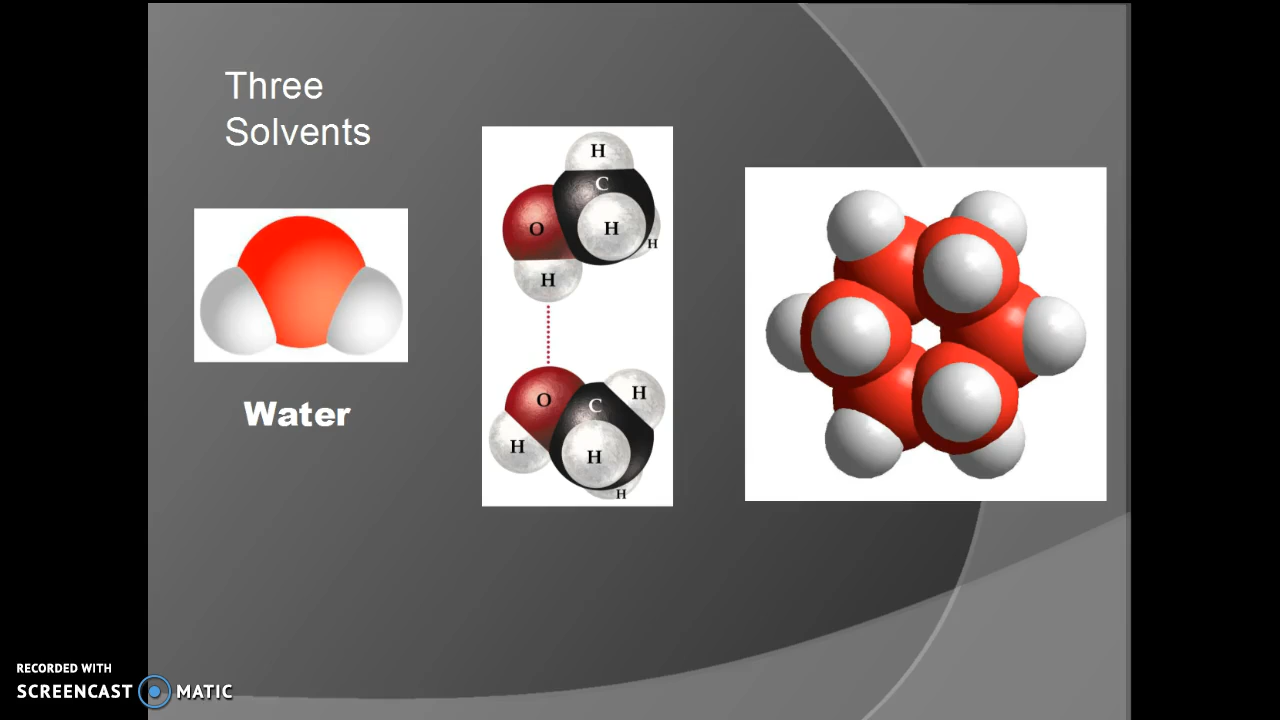 Three
Solvents
H
C
O
H
H
H
O
C
H
H
H
H
Water
RECORDED WITH
SCREENCAST MATIC